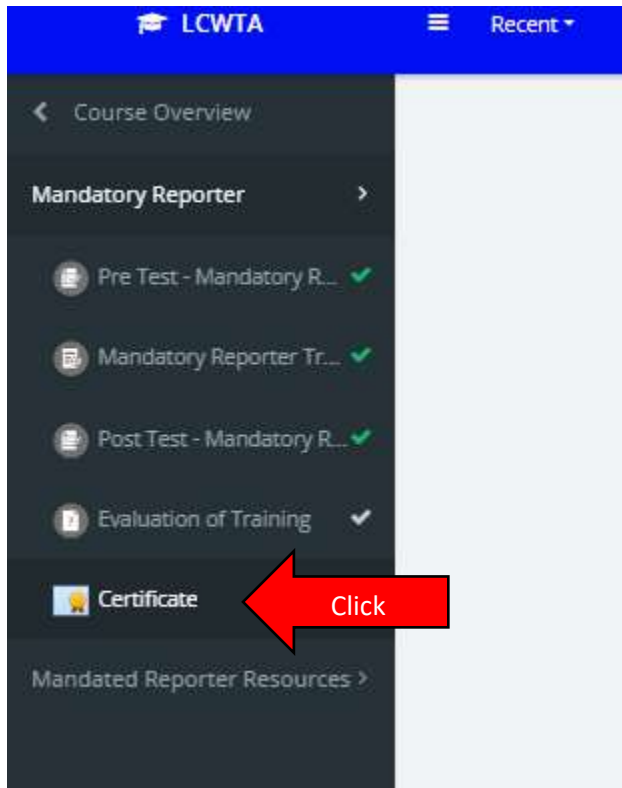 LCWTA Recent
Course Overview
Mandatory Reporter
Pre Test - Mandatory R...
Mandatory Reporter Tr...
Post Test - Mandatory R...
Evaluation of Training
Certificate Click
Mandated Reporter Resources